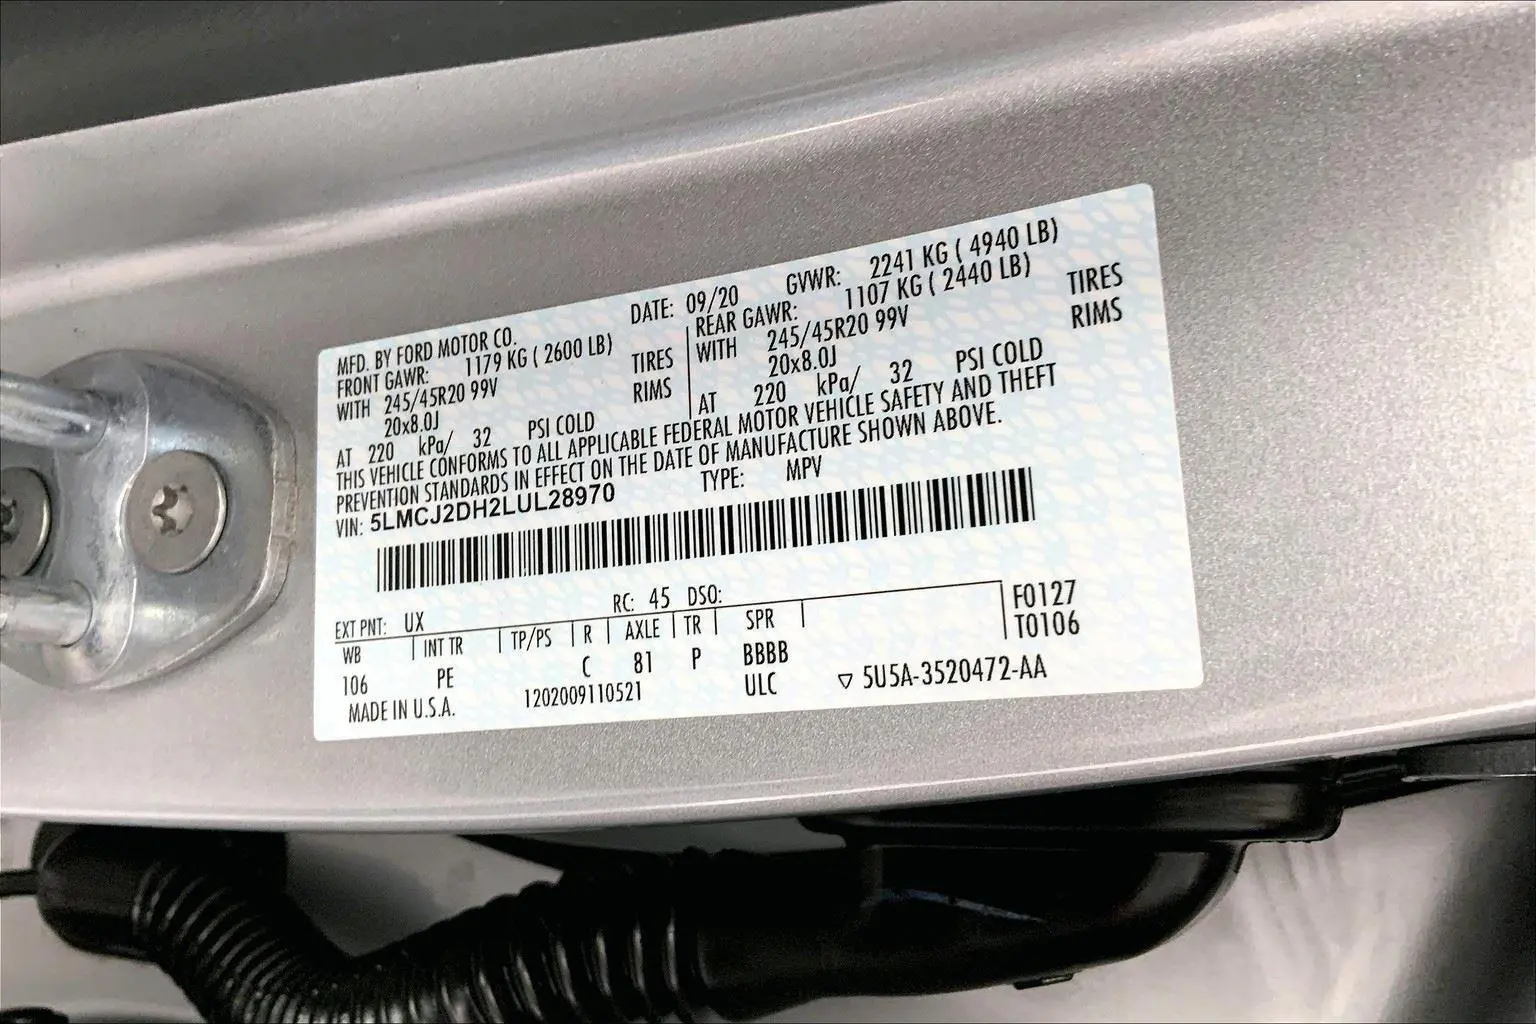 MFD. BY FORD MOTOR CO. DATE: 09/20 GVWR: 2241 KG ( 4940 LB)
FRONT GAWR: 1179 KG ( 2600 LB)
WITH 245/45R20 99V TIRES
20x8.0J RIMS
AT 220 kPa/ 32 PSI COLD
REAR GAWR: 1107 KG ( 2440 LB)
WITH 245/45R20 99V TIRES
20x8.0J RIMS
AT 220 kPa/ 32 PSI COLD
THIS VEHICLE CONFORMS TO ALL APPLICABLE FEDERAL MOTOR VEHICLE SAFETY AND THEFT
PREVENTION STANDARDS IN EFFECT ON THE DATE OF MANUFACTURE SHOWN ABOVE.
VIN: 5LMCJ2DH2LUL28970 TYPE: MPV
EXT PNT: UX RC: 45 DSO:
WB INT TR TP/PS R AXLE TR SPR F0127
106 PE C 81 P BBBB T0106
MADE IN U.S.A. 1202009110521 ULC ▽ 5U5A-3520472-AA